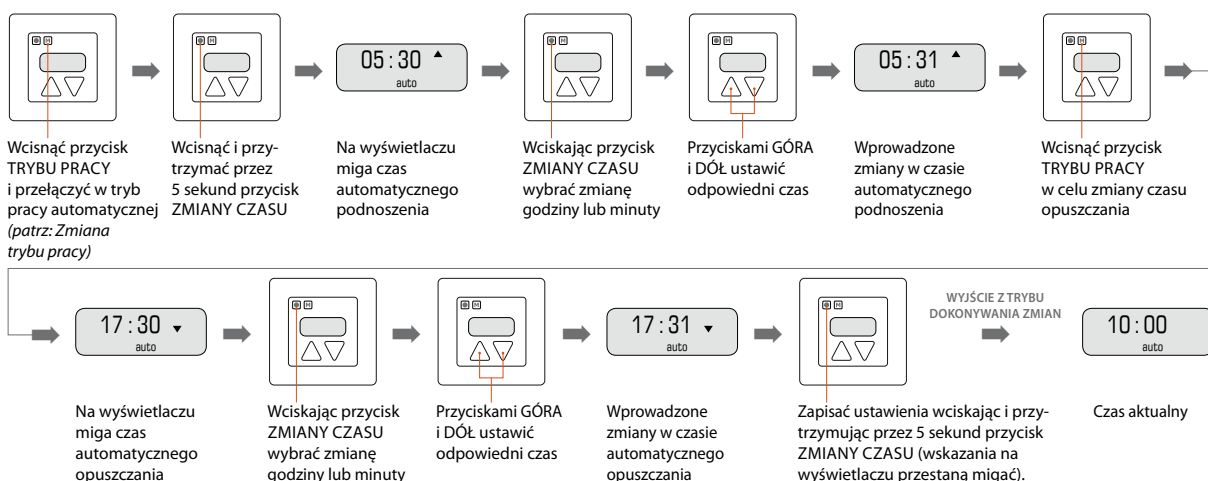 M
M
05:30 ▲
auto
M
M
05:31 ▲
auto
M
Wcisnąć przycisk
TRYBU PRACY
i przełączyć w tryb
pracy automatycznej
(patrz: Zmiana
trybu pracy)
Wcisnąć i przy-
trzymać przez
5 sekund przycisk
ZMIANY CZASU
Na wyświetlaczu
miga czas
automatycznego
podnoszenia
Wciskając przycisk
ZMIANY CZASU
wybrać zmianę
godziny lub minuty
Przyciskami GÓRA
i DÓŁ ustawić
odpowiedni czas
Wprowadzone
zmiany w czasie
automatycznego
podnoszenia
Wcisnąć przycisk
TRYBU PRACY
w celu zmiany czasu
opuszczania
17:30 ▼
auto
M
M
17:31 ▼
auto
M
WYJŚCIE Z TRYBU
DOKONYWANIA ZMIAN
10:00
auto
Na wyświetlaczu
miga czas
automatycznego
opuszczania
Wciskając przycisk
ZMIANY CZASU
wybrać zmianę
godziny lub minuty
Przyciskami GÓRA
i DÓŁ ustawić
odpowiedni czas
Wprowadzone
zmiany w czasie
automatycznego
opuszczania
Zapisać ustawienia wciskając i przy-
trzymując przez 5 sekund przycisk
ZMIANY CZASU (wskazania na
wyświetlaczu przestaną migać).
Czas aktualny